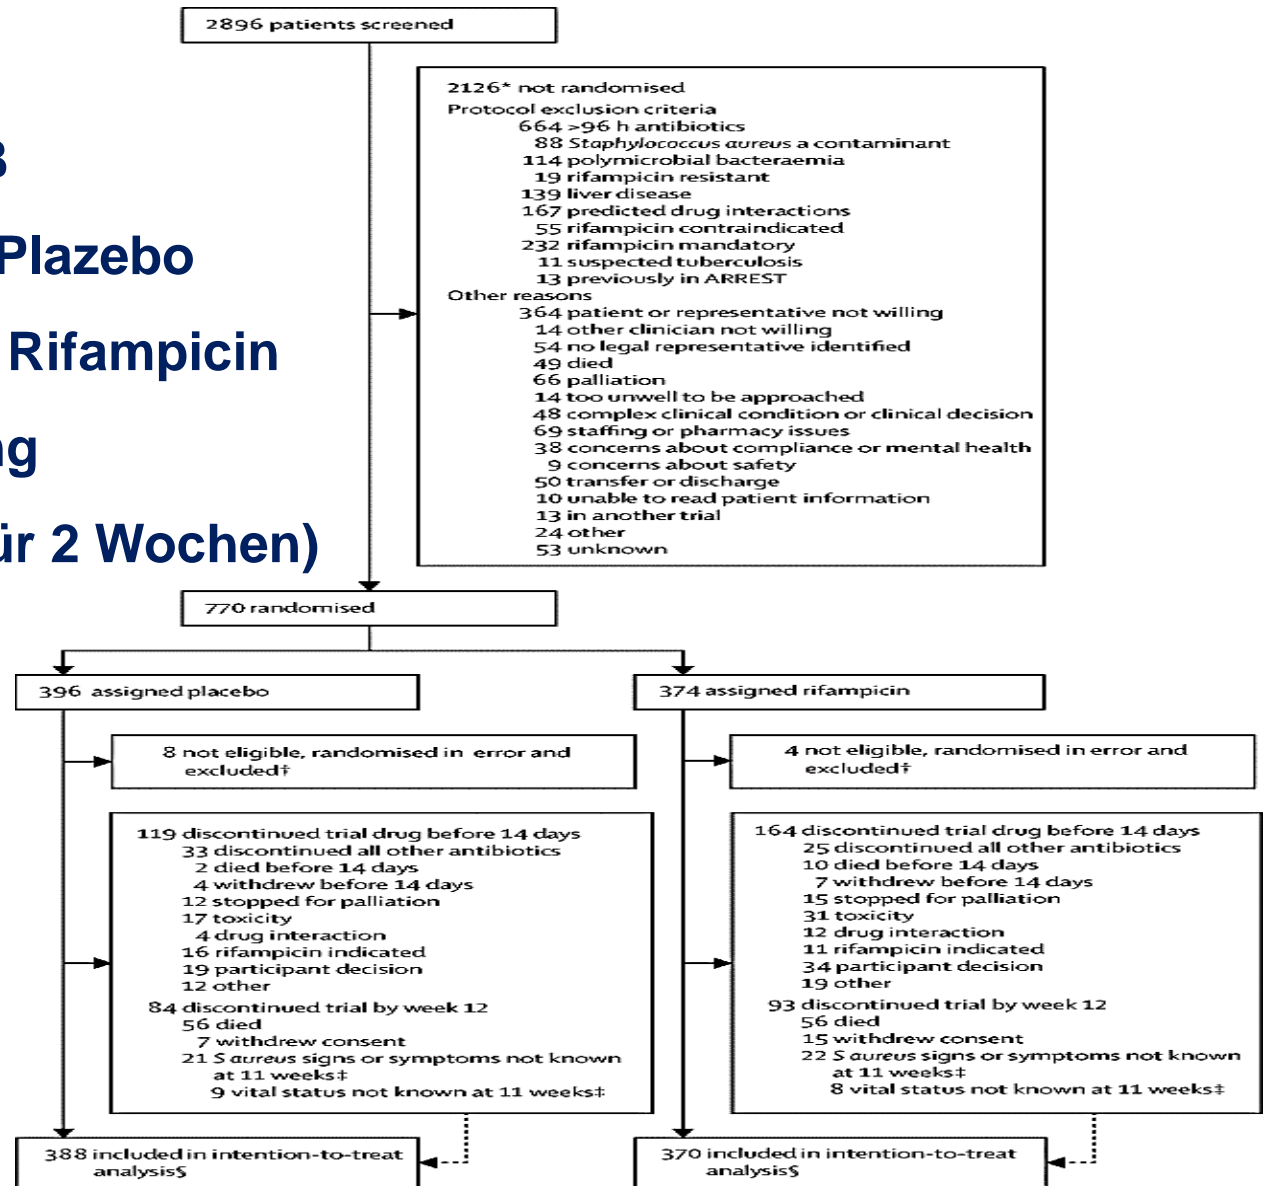 2896 patients screened
2126* not randomised
Protocol exclusion criteria
664 >96 h antibiotics
88 Staphylococcus aureus a contaminant
114 polymicrobial bacteraemia
19 rifampicin resistant
139 liver disease
167 predicted drug interactions
55 rifampicin contraindicated
232 rifampicin mandatory
11 suspected tuberculosis
13 previously in ARREST
Other reasons
364 patient or representative not willing
14 other clinician not willing
54 no legal representative identified
49 died
66 palliation
14 too unwell to be approached
48 complex clinical condition or clinical decision
69 staffing or pharmacy issues
38 concerns about compliance or mental health
9 concerns about safety
50 transfer or discharge
10 unable to read patient information
13 in another trial
24 other
53 unknown
Plazebo
Rifampicin
ng
ür 2 Wochen)
770 randomised
396 assigned placebo
374 assigned rifampicin
8 not eligible, randomised in error and
excluded†
4 not eligible, randomised in error and
excluded†
119 discontinued trial drug before 14 days
33 discontinued all other antibiotics
2 died before 14 days
4 withdrew before 14 days
12 stopped for palliation
17 toxicity
4 drug interaction
16 rifampicin indicated
19 participant decision
12 other
84 discontinued trial by week 12
56 died
7 withdrew consent
21 S aureus signs or symptoms not known
at 11 weeks‡
9 vital status not known at 11 weeks‡
164 discontinued trial drug before 14 days
25 discontinued all other antibiotics
10 died before 14 days
7 withdrew before 14 days
15 stopped for palliation
31 toxicity
12 drug interaction
11 rifampicin indicated
34 participant decision
19 other
93 discontinued trial by week 12
56 died
15 withdrew consent
22 S aureus signs or symptoms not known
at 11 weeks‡
8 vital status not known at 11 weeks‡
388 included in intention-to-treat
analysis§
370 included in intention-to-treat
analysis§